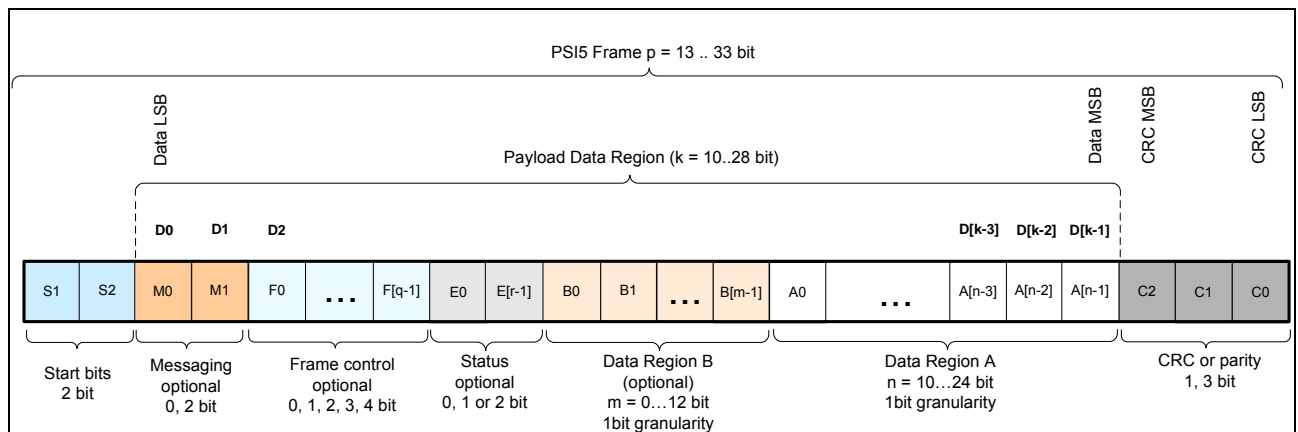 PSI5 Frame p = 13 .. 33 bit
Data LSB
Data MSB
CRC MSB
CRC LSB
Payload Data Region (k = 10..28 bit)
D0 D1 D2 D[k-3] D[k-2] D[k-1]
S1 S2 M0 M1 F0 ... F[q-1] E0 E[r-1] B0 B1 ... B[m-1] A0 ... A[n-3] A[n-2] A[n-1] C2 C1 C0
Start bits
2 bit
Messaging
optional
0, 2 bit
Frame control
optional
0, 1, 2, 3, 4 bit
Status
optional
0, 1 or 2 bit
Data Region B
(optional)
m = 0…12 bit
1bit granularity
Data Region A
n = 10…24 bit
1bit granularity
CRC or parity
1, 3 bit